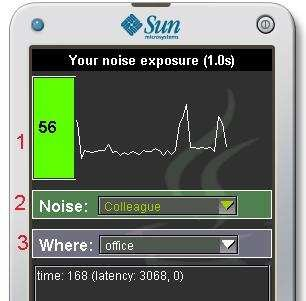 Sun
microsystems
Your noise exposure (1.0s)
56
1
2 Noise: Colleague
3 Where: office
time: 168 (latency: 3068, 0)